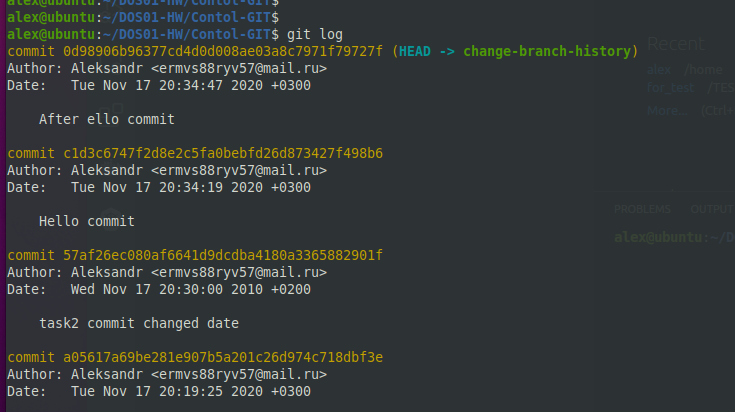 alex@ubuntu:~/DOS01-HW/Contol-GIT$
alex@ubuntu:~/DOS01-HW/Contol-GIT$
alex@ubuntu:~/DOS01-HW/Contol-GIT$ git log
commit 0d98906b96377cd4d0d008ae03a8c7971f79727f (HEAD -> change-branch-history)
Author: Aleksandr <ermvs88ryv57@mail.ru>
Date:   Tue Nov 17 20:34:47 2020 +0300
After ello commit
commit c1d3c6747f2d8e2c5fa0bebfd26d873427f498b6
Author: Aleksandr <ermvs88ryv57@mail.ru>
Date:   Tue Nov 17 20:34:19 2020 +0300
Hello commit
commit 57af26ec080af6641d9dcdba4180a3365882901f
Author: Aleksandr <ermvs88ryv57@mail.ru>
Date:   Wed Nov 17 20:30:00 2010 +0200
task2 commit changed date
commit a05617a69be281e907b5a201c26d974c718dbf3e
Author: Aleksandr <ermvs88ryv57@mail.ru>
Date:   Tue Nov 17 20:19:25 2020 +0300
Recent
alex /home
for_test /TES
More... (Ctrl
PROBLEMS OUTPUT
alex@ubuntu:~/D